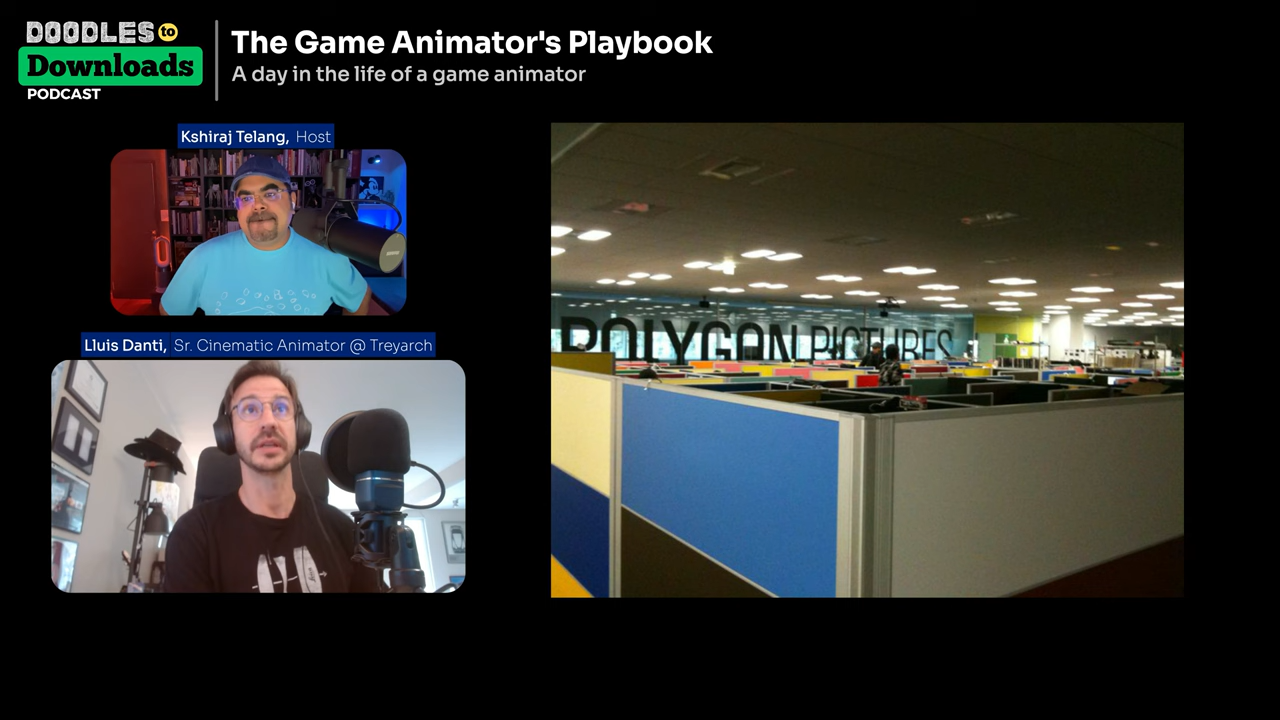 DOODLES to
Downloads
PODCAST
The Game Animator's Playbook
A day in the life of a game animator
Kshiraj Telang, Host
Lluis Danti, Sr. Cinematic Animator @ Treyarch
POLYGON PICTURES